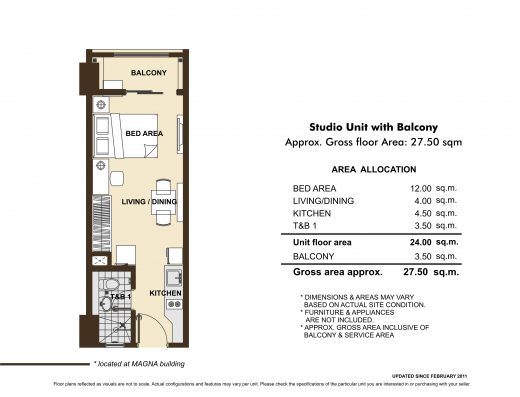 BALCONY
BED AREA
LIVING / DINING
T&B 1
KITCHEN
* located at MAGNA building
Studio Unit with Balcony
Approx. Gross floor Area: 27.50 sqm
AREA ALLOCATION
BED AREA 12.00 sq.m.
LIVING/DINING 4.00 sq.m.
KITCHEN 4.50 sq.m.
T&B 1 3.50 sq.m.
Unit floor area 24.00 sq.m.
BALCONY 3.50 sq.m.
Gross area approx. 27.50 sq.m.
* DIMENSIONS & AREAS MAY VARY
BASED ON ACTUAL SITE CONDITION.
* FURNITURE & APPLIANCES
ARE NOT INCLUDED.
* APPROX. GROSS AREA INCLUSIVE OF
BALCONY & SERVICE AREA
UPDATED SINCE FEBRUARY 2011
Floor plans reflected as visuals are not to scale. Actual configurations and features may vary per unit. Please check the specifications of the particular unit you are interested in or purchasing with your seller.